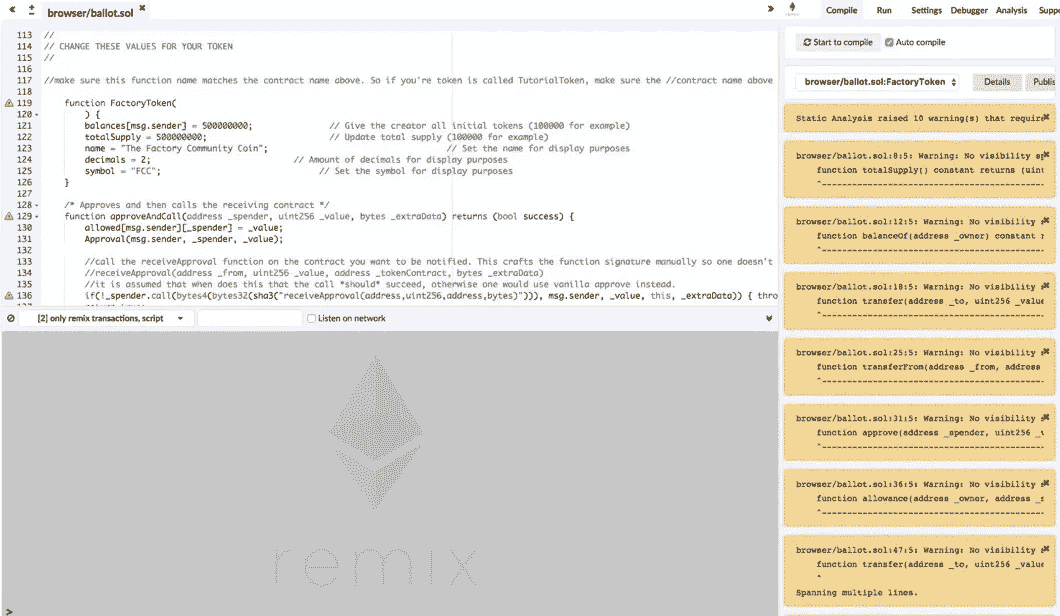 browser/ballot.sol
Compile Run Settings Debugger Analysis
113 //
114 // CHANGE THESE VALUES FOR YOUR TOKEN
115 //
116
117 //make sure this function name matches the contract name above. So if you're token is called TutorialToken, make sure the //contract name above
118
119 function FactoryToken(
120 ) {
121 balances[msg.sender] = 500000000; // Give the creator all initial tokens (100000 for example)
122 totalSupply = 500000000; // Update total supply (100000 for example)
123 name = "The Factory Community Coin"; // Set the name for display purposes
124 decimals = 2; // Amount of decimals for display purposes
125 symbol = "FCC"; // Set the symbol for display purposes
126 }
127
128 /* Approves and then calls the receiving contract */
129 function approveAndCall(address _spender, uint256 _value, bytes _extraData) returns (bool success) {
130 allowed[msg.sender][_spender] = _value;
131 Approval(msg.sender, _spender, _value);
132
133 //call the receiveApproval function on the contract you want to be notified. This crafts the function signature manually so one doesn't
134 //receiveApproval(address _from, uint256 _value, address _tokenContract, bytes _extraData)
135 //it is assumed that when does this that the call *should* succeed, otherwise one would use vanilla approve instead.
136 if(!_spender.call(bytes4(bytes32(sha3("receiveApproval(address,uint256,address,bytes)"))), msg.sender, _value, this, _extraData)) { thro
[2] only remix transactions, script
Listen on network
remix
>
Start to compile Auto compile
browser/ballot.sol:FactoryToken Details Publis
Static Analysis raised 10 warning(s) that require
browser/ballot.sol:8:5: Warning: No visibility
function totalSupply() constant returns (uint
^
browser/ballot.sol:12:5: Warning: No visibility
function balanceOf(address _owner) constant
^
browser/ballot.sol:18:5: Warning: No visibility
function transfer(address _to, uint256 _value
^
browser/ballot.sol:25:5: Warning: No visibility
function transferFrom(address _from, address
^
browser/ballot.sol:31:5: Warning: No visibility
function approve(address _spender, uint256
^
browser/ballot.sol:36:5: Warning: No visibility
function allowance(address _owner, address
^
browser/ballot.sol:47:5: Warning: No visibility
function transfer(address _to, uint256 _value
^
Spanning multiple lines.